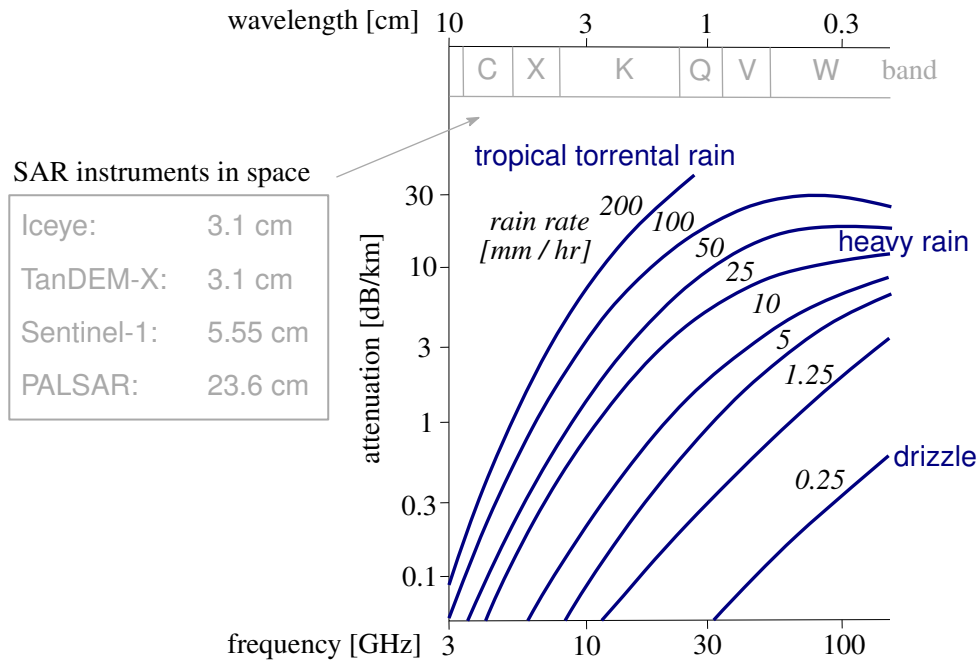 wavelength [cm] 10 3 1 0.3
C X K Q V W band
SAR instruments in space
Iceye: 3.1 cm
TanDEM-X: 3.1 cm
Sentinel-1: 5.55 cm
PALSAR: 23.6 cm
tropical torrental rain
rain rate
[mm / hr]
200
100
50
25
10
5
1.25
0.25
heavy rain
drizzle
attenuation [dB/km]
30
10
3
1
0.3
0.1
frequency [GHz] 3 10 30 100